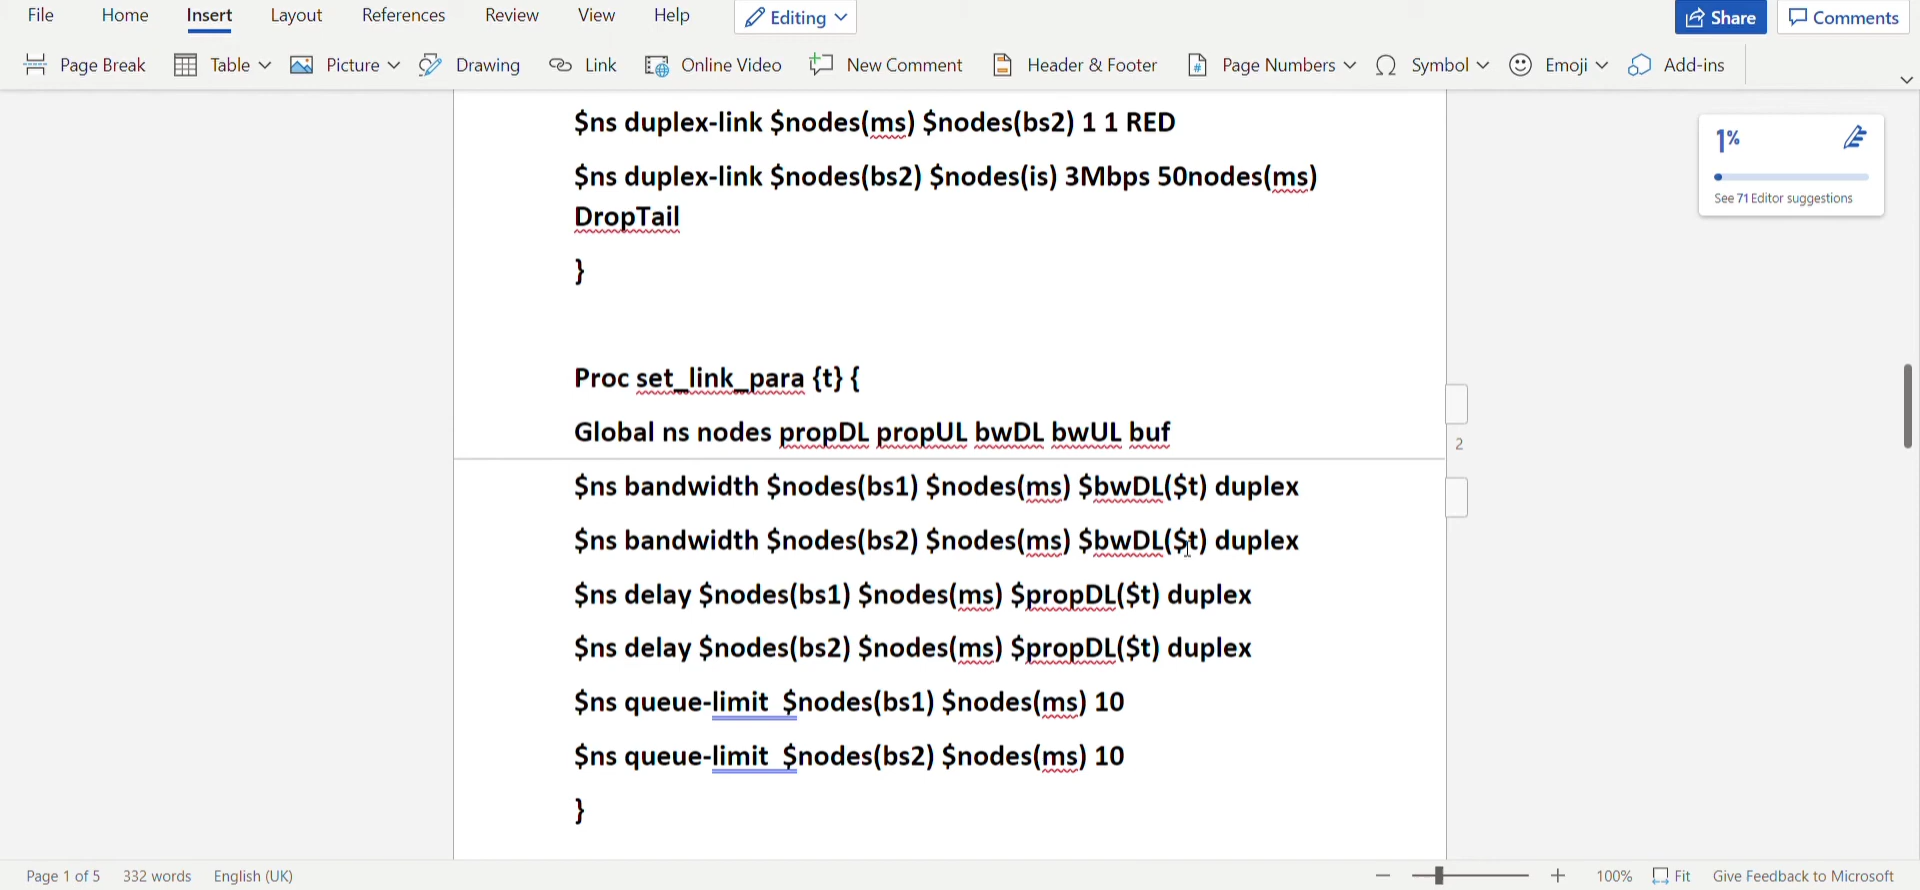 File Home Insert Layout References Review View Help Editing Share Comments
Page Break Table Picture Drawing Link Online Video New Comment Header & Footer Page Numbers Symbol Emoji Add-ins
$ns duplex-link $nodes(ms) $nodes(bs2) 1 1 RED
$ns duplex-link $nodes(bs2) $nodes(is) 3Mbps 50nodes(ms)
DropTail
}
Proc set_link_para {t} {
Global ns nodes propDL propUL bwDL bwUL buf
$ns bandwidth $nodes(bs1) $nodes(ms) $bwDL($t) duplex
$ns bandwidth $nodes(bs2) $nodes(ms) $bwDL($t) duplex
$ns delay $nodes(bs1) $nodes(ms) $propDL($t) duplex
$ns delay $nodes(bs2) $nodes(ms) $propDL($t) duplex
$ns queue-limit  $nodes(bs1) $nodes(ms) 10
$ns queue-limit  $nodes(bs2) $nodes(ms) 10
}
1%
See 71 Editor suggestions
2
Page 1 of 5 332 words English (UK) 100% Fit Give Feedback to Microsoft